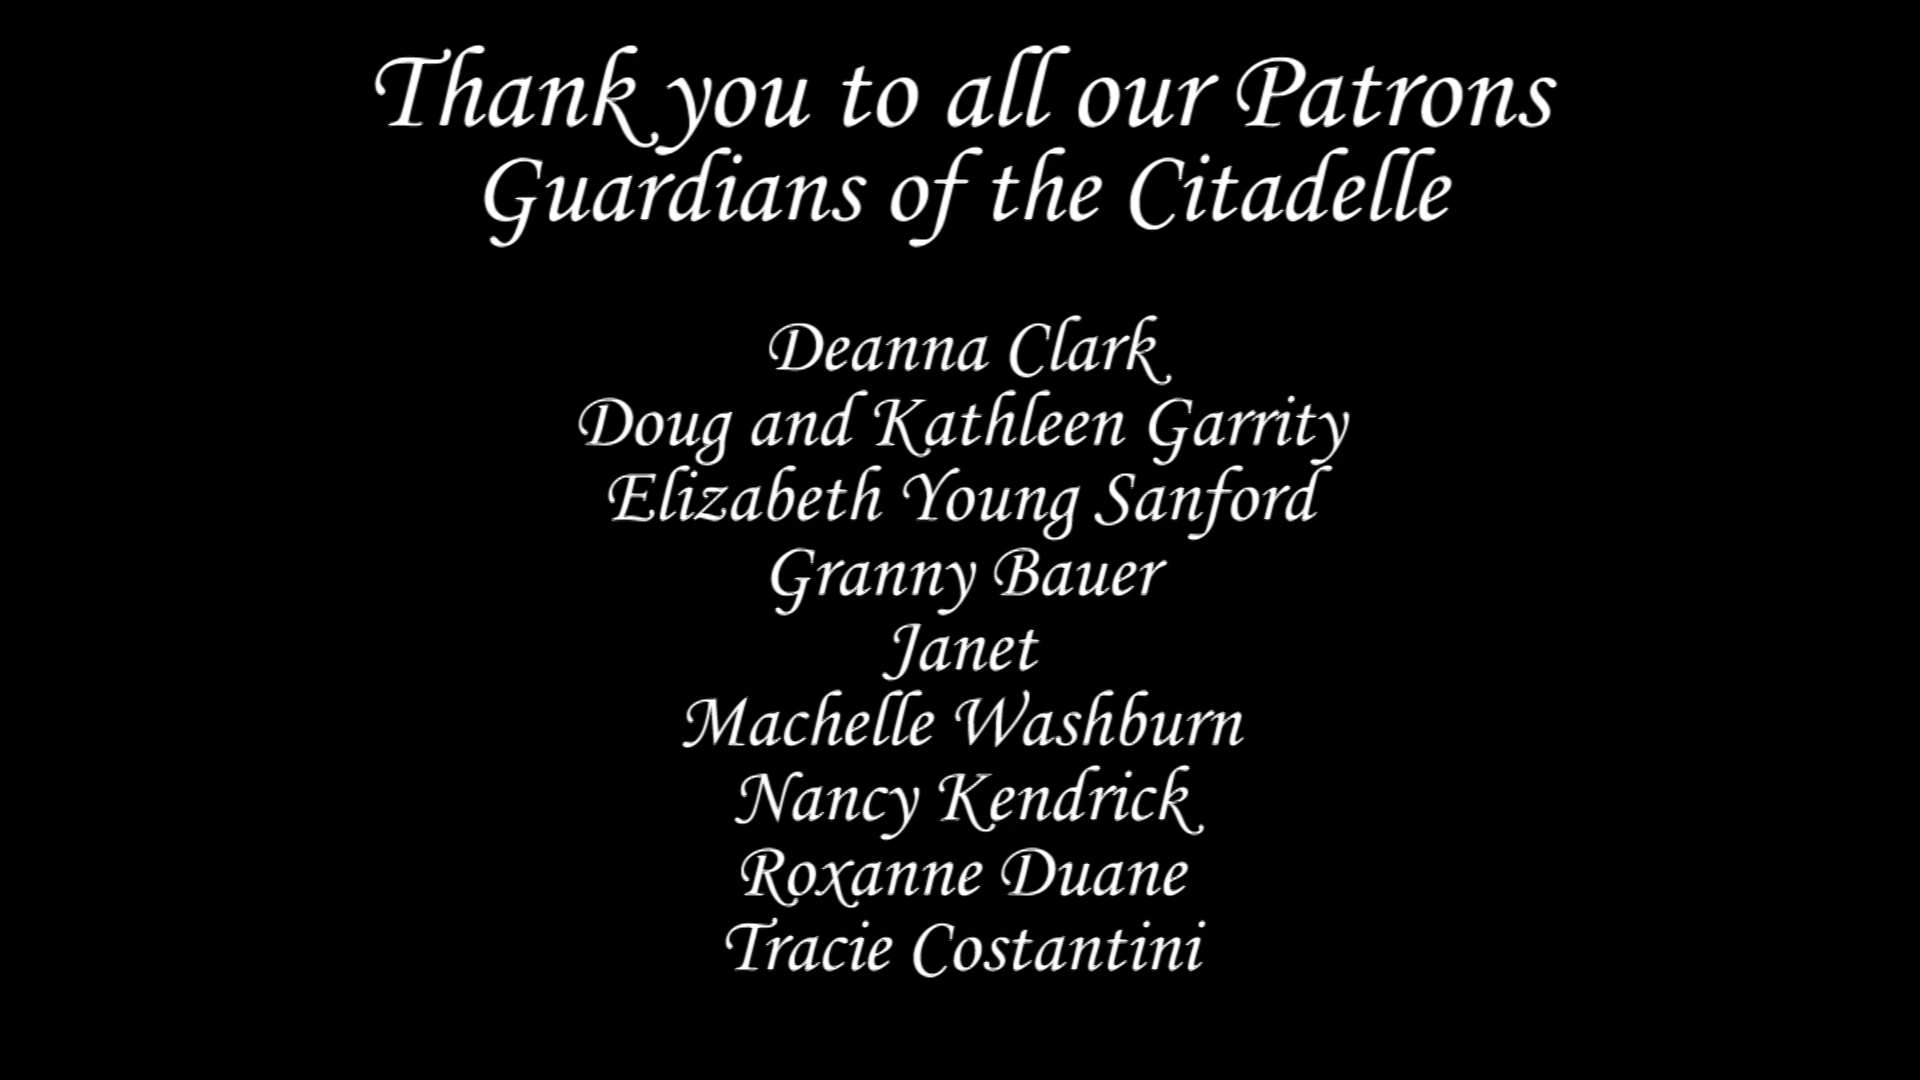 Thank you to all our Patrons
Guardians of the Citadelle
Deanna Clark
Doug and Kathleen Garrity
Elizabeth Young Sanford
Granny Bauer
Janet
Machelle Washburn
Nancy Kendrick
Roxanne Duane
Tracie Costantini